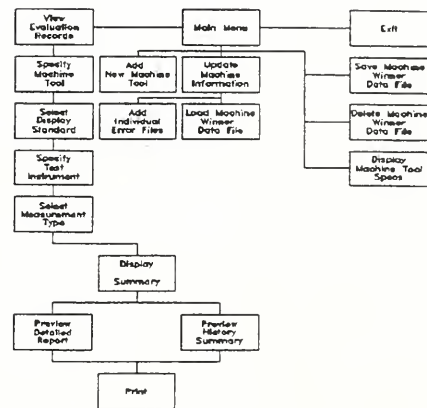 View
Evaluation
Records
Main Menu
Exit
Specify
Machine
Tool
Add
New Machine
Tool
Update
Machine
Information
Save Machine
Winner
Data File
Select
Display
Standard
Add
Individual
Error Files
Load Machine
Winner
Data File
Delete Machine
Winner
Data File
Specify
Test
Instrument
Display
Machine Tool
Specs
Select
Measurement
Type
Display
Summary
Preview
Detailed
Report
Preview
History
Summary
Print